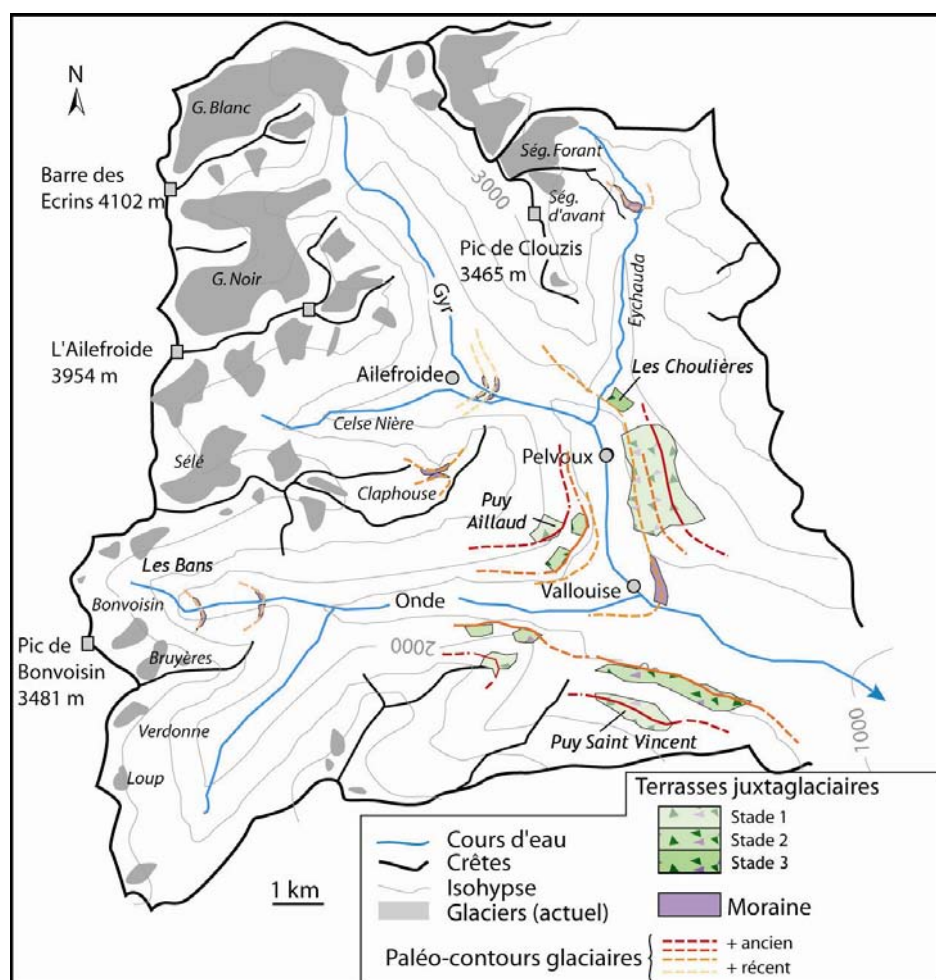 N
G. Blanc
Barre des
Ecrins 4102 m
Ség. Forant
3000
Ség.
d'avant
Pic de Clouzis
3465 m
G. Noir
Gyr
Eychauda
L'Ailefroide
3954 m
Ailefroide
Les Choulières
Celse Nière
Pelvoux
Sélé
Claphouse
Puy
Aillaud
Les Bans
Vallouise
Bonvoisin
Onde
Pic de
Bonvoisin
3481 m
Bruyères
2000
Verdonne
Puy Saint Vincent
1000
Loup
Terrasses juxtaglaciaires
Stade 1
Stade 2
Stade 3
Cours d'eau
Crêtes
Isohypse
Glaciers (actuel)
Moraine
1 km
Paléo-contours glaciaires
+ ancien
+ récent